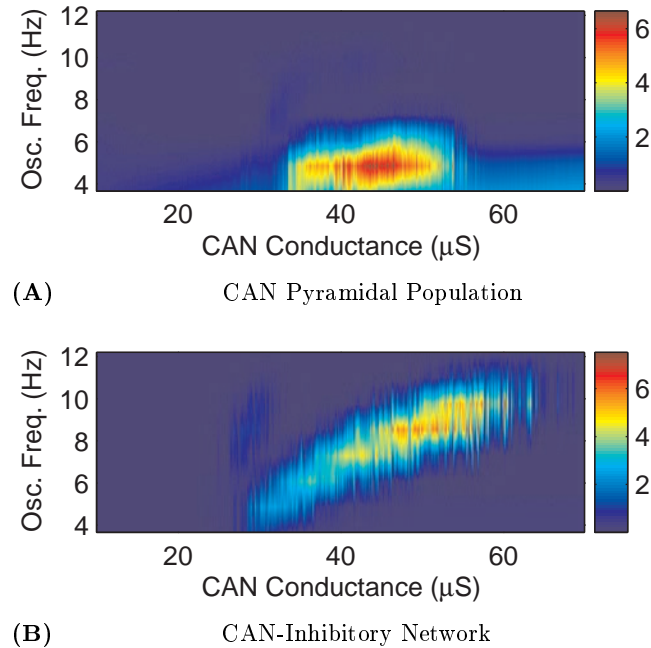 12
10
8
6
4
Osc. Freq. (Hz)
20 40 60
CAN Conductance (µS)
6
4
2
(A) CAN Pyramidal Population
12
10
8
6
4
Osc. Freq. (Hz)
20 40 60
CAN Conductance (µS)
6
4
2
(B) CAN-Inhibitory Network